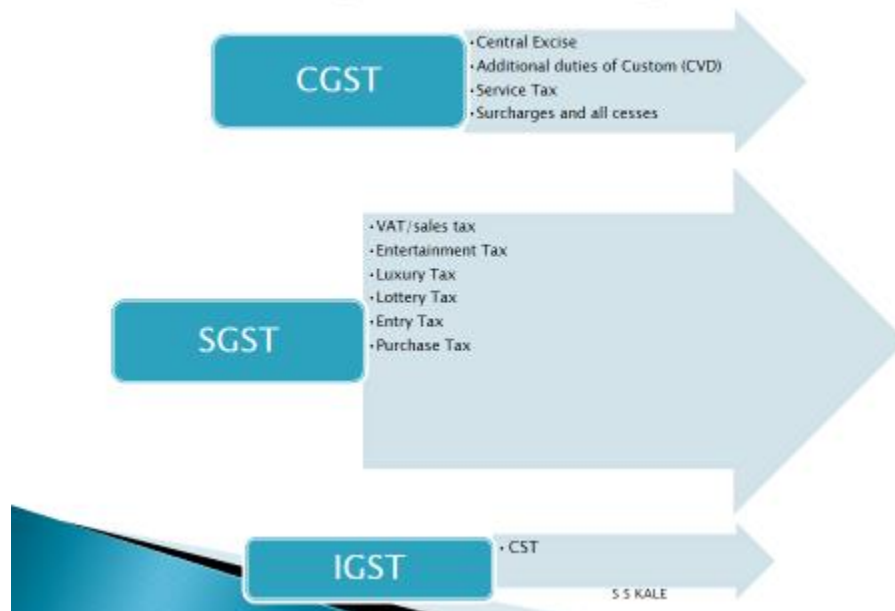 CGST
•Central Excise
•Additional duties of Custom (CVD)
•Service Tax
•Surcharges and all cesses
SGST
•VAT/sales tax
•Entertainment Tax
•Luxury Tax
•Lottery Tax
•Entry Tax
•Purchase Tax
IGST
• CST
S S KALE